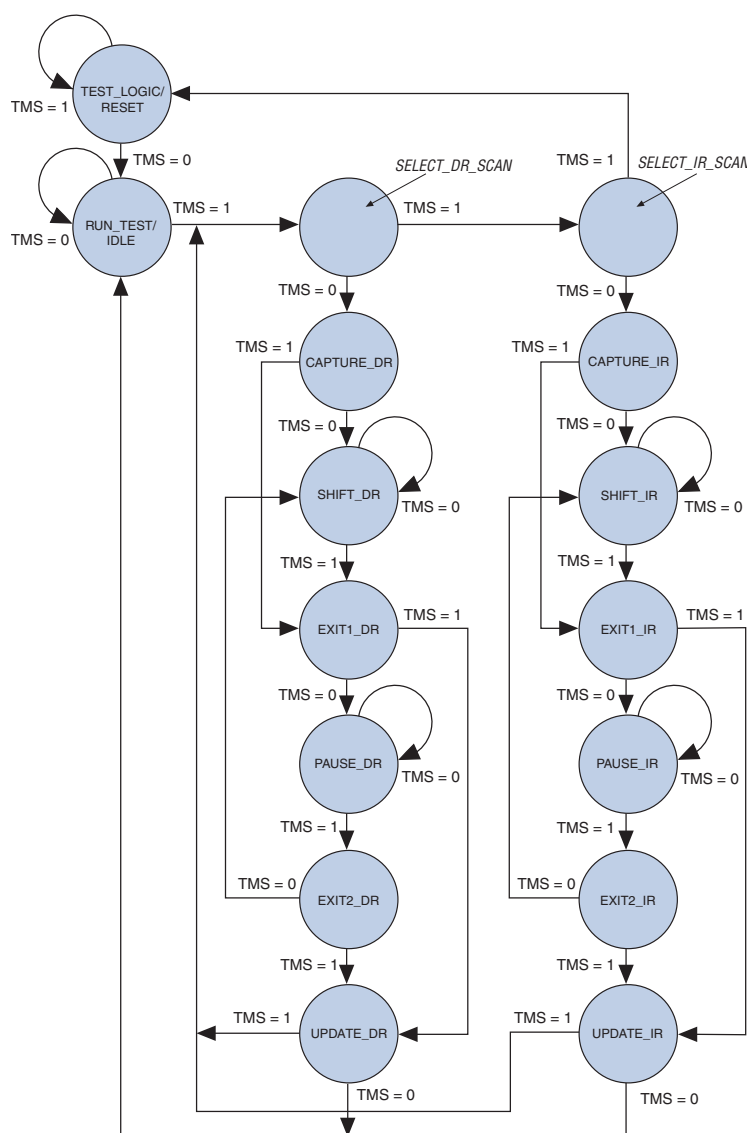 TEST_LOGIC/
RESET
TMS = 1
TMS = 0
SELECT_DR_SCAN
TMS = 1
SELECT_IR_SCAN
RUN_TEST/
IDLE
TMS = 0
TMS = 1
TMS = 1
TMS = 0
TMS = 0
TMS = 1
CAPTURE_DR
TMS = 1
CAPTURE_IR
TMS = 0
TMS = 0
SHIFT_DR
TMS = 0
SHIFT_IR
TMS = 0
TMS = 1
TMS = 1
EXIT1_DR
TMS = 1
EXIT1_IR
TMS = 1
TMS = 0
TMS = 0
PAUSE_DR
TMS = 0
PAUSE_IR
TMS = 0
TMS = 1
TMS = 1
TMS = 0
EXIT2_DR
TMS = 0
EXIT2_IR
TMS = 1
TMS = 1
TMS = 1
UPDATE_DR
TMS = 1
UPDATE_IR
TMS = 0
TMS = 0